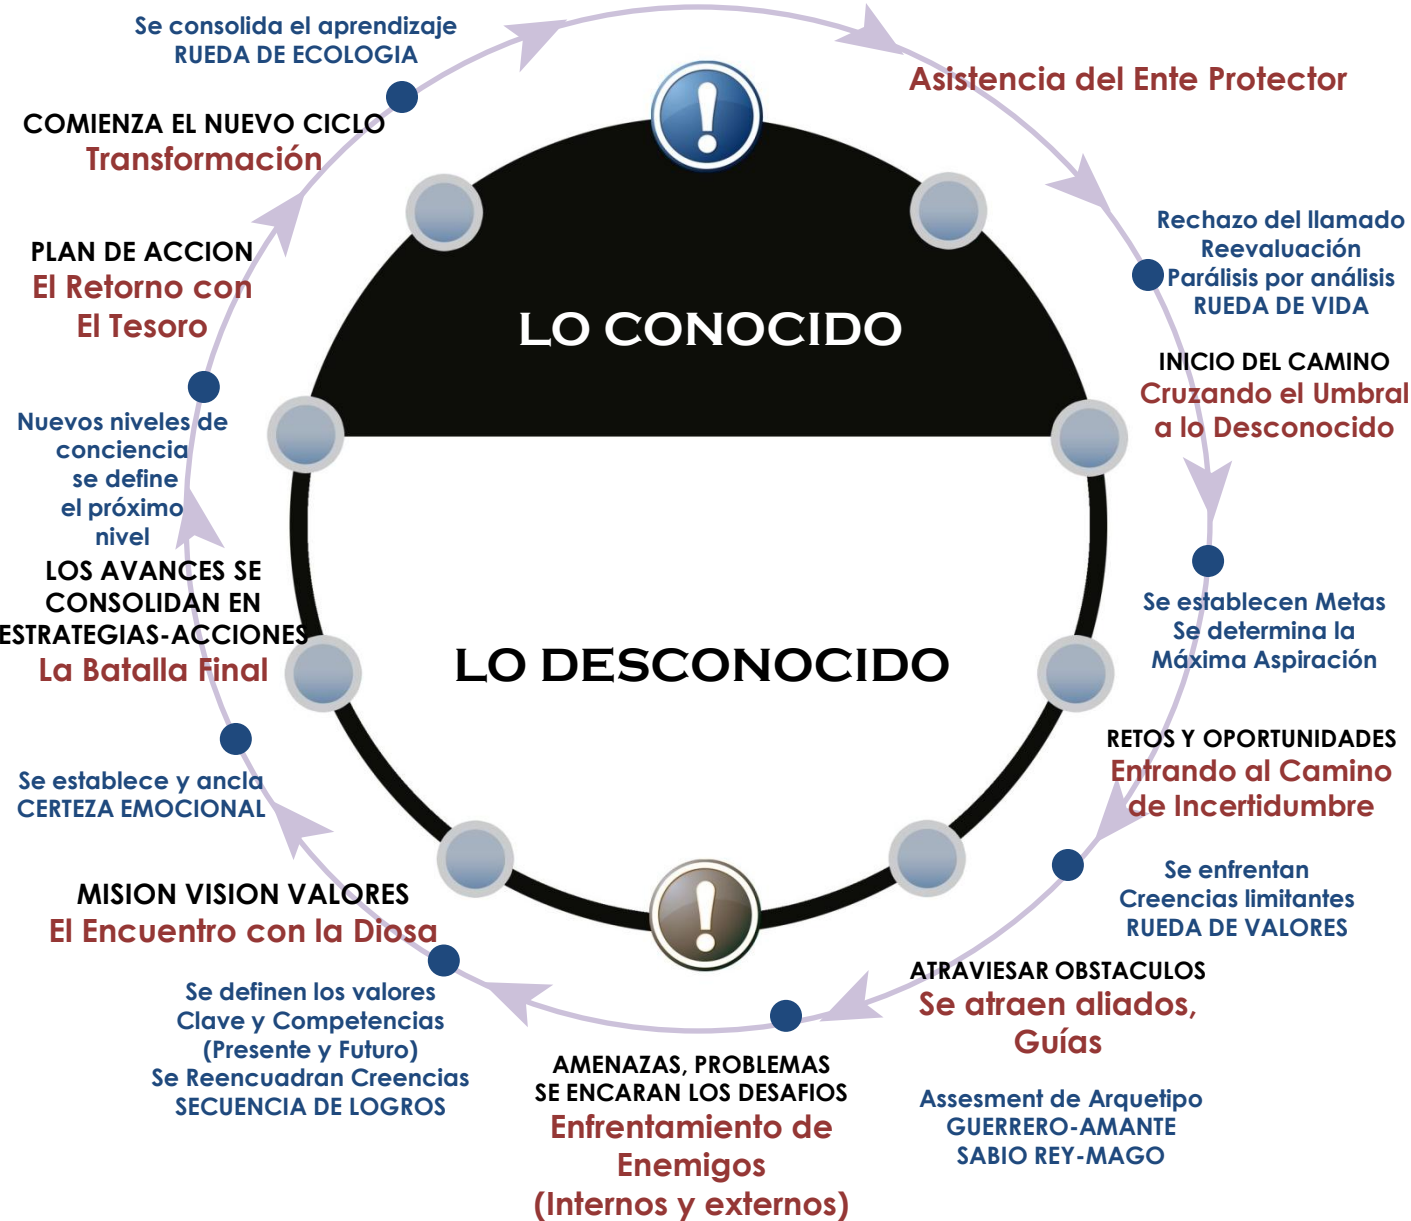 Se consolida el aprendizaje
RUEDA DE ECOLOGIA
COMIENZA EL NUEVO CICLO
Transformación
PLAN DE ACCION
El Retorno con
El Tesoro
Nuevos niveles de
conciencia
se define
el próximo
nivel
LOS AVANCES SE
CONSOLIDAN EN
ESTRATEGIAS-ACCIONES
La Batalla Final
Se establece y ancla
CERTEZA EMOCIONAL
MISION VISION VALORES
El Encuentro con la Diosa
Se definen los valores
Clave y Competencias
(Presente y Futuro)
Se Reencuadran Creencias
SECUENCIA DE LOGROS
LO CONOCIDO
LO DESCONOCIDO
AMENAZAS, PROBLEMAS
SE ENCARAN LOS DESAFIOS
Enfrentamiento de
Enemigos
(Internos y externos)
Asistencia del Ente Protector
Rechazo del llamado
Reevaluación
Parálisis por análisis
RUEDA DE VIDA
INICIO DEL CAMINO
Cruzando el Umbral
a lo Desconocido
Se establecen Metas
Se determina la
Máxima Aspiración
RETOS Y OPORTUNIDADES
Entrando al Camino
de Incertidumbre
Se enfrentan
Creencias limitantes
RUEDA DE VALORES
ATRAVIESAR OBSTACULOS
Se atraen aliados,
Guías
Assesment de Arquetipo
GUERRERO-AMANTE
SABIO REY-MAGO